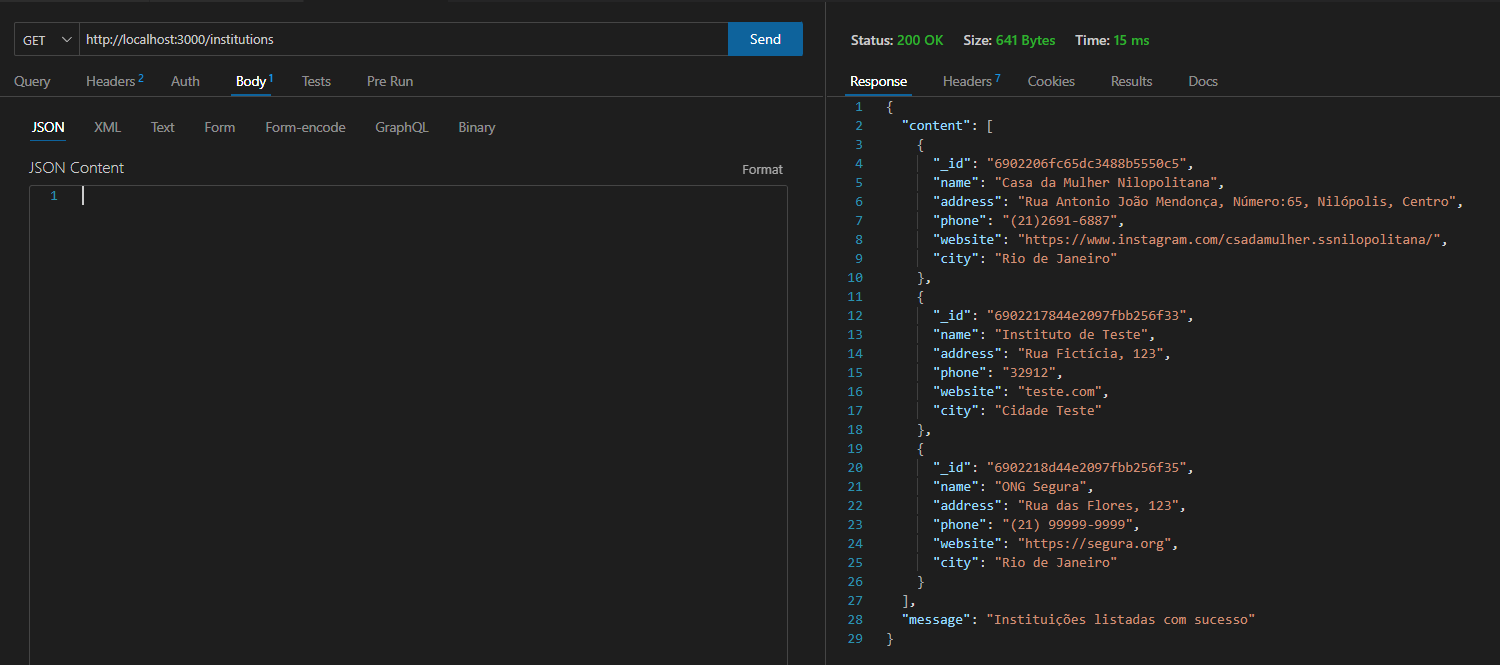 GET http://localhost:3000/institutions Send
Query Headers 2 Auth Body 1 Tests Pre Run
JSON XML Text Form Form-encode GraphQL Binary
JSON Content Format
1
Status: 200 OK Size: 641 Bytes Time: 15 ms
Response Headers 7 Cookies Results Docs
1 {
2 "content": [
3 {
4 "_id": "6902206fc65dc3488b5550c5",
5 "name": "Casa da Mulher Nilopolitana",
6 "address": "Rua Antonio João Mendonça, Número:65, Nilópolis, Centro",
7 "phone": "(21)2691-6887",
8 "website": "https://www.instagram.com/csadamulher.ssnilopolitana/",
9 "city": "Rio de Janeiro"
10 },
11 {
12 "_id": "6902217844e2097fbb256f33",
13 "name": "Instituto de Teste",
14 "address": "Rua Fictícia, 123",
15 "phone": "32912",
16 "website": "teste.com",
17 "city": "Cidade Teste"
18 },
19 {
20 "_id": "6902218d44e2097fbb256f35",
21 "name": "ONG Segura",
22 "address": "Rua das Flores, 123",
23 "phone": "(21) 99999-9999",
24 "website": "https://segura.org",
25 "city": "Rio de Janeiro"
26 }
27 ],
28 "message": "Instituições listadas com sucesso"
29 }